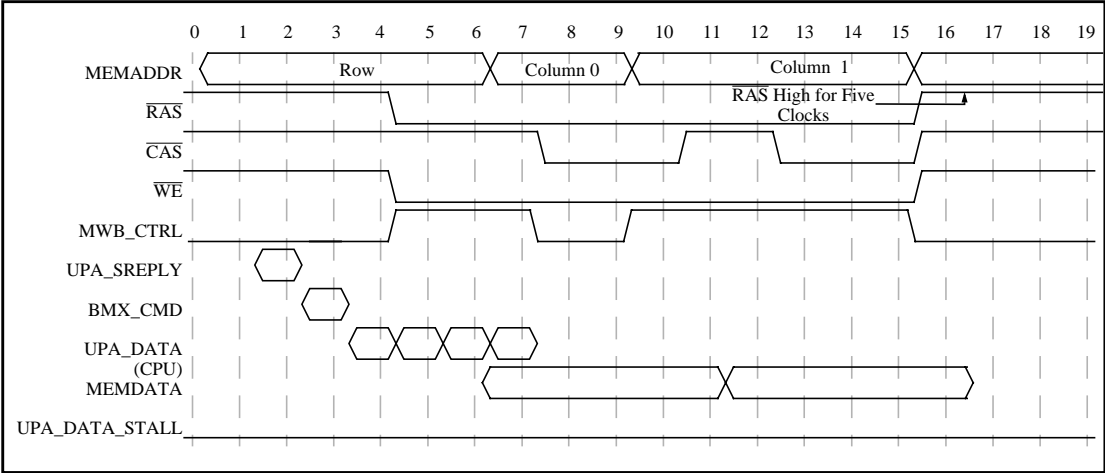 0 1 2 3 4 5 6 7 8 9 10 11 12 13 14 15 16 17 18 19
MEMADDR Row Column 0 Column 1
RAS RAS High for Five
Clocks
CAS
WE
MWB_CTRL
UPA_SREPLY
BMX_CMD
UPA_DATA
(CPU)
MEMDATA
UPA_DATA_STALL